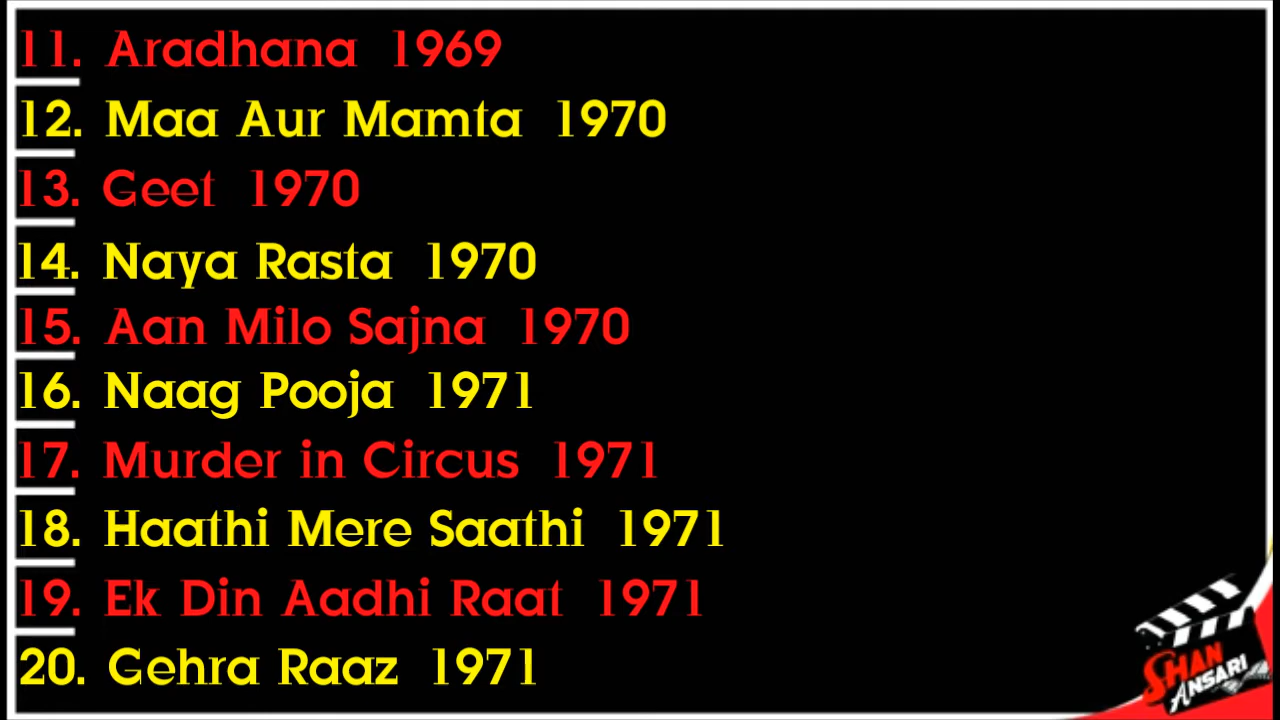 11. Aradhana 1969
12. Maa Aur Mamta 1970
13. Geet 1970
14. Naya Rasta 1970
15. Aan Milo Sajna 1970
16. Naag Pooja 1971
17. Murder in Circus 1971
18. Haathi Mere Saathi 1971
19. Ek Din Aadhi Raat 1971
20. Gehra Raaz 1971
SHAN
ANSARI